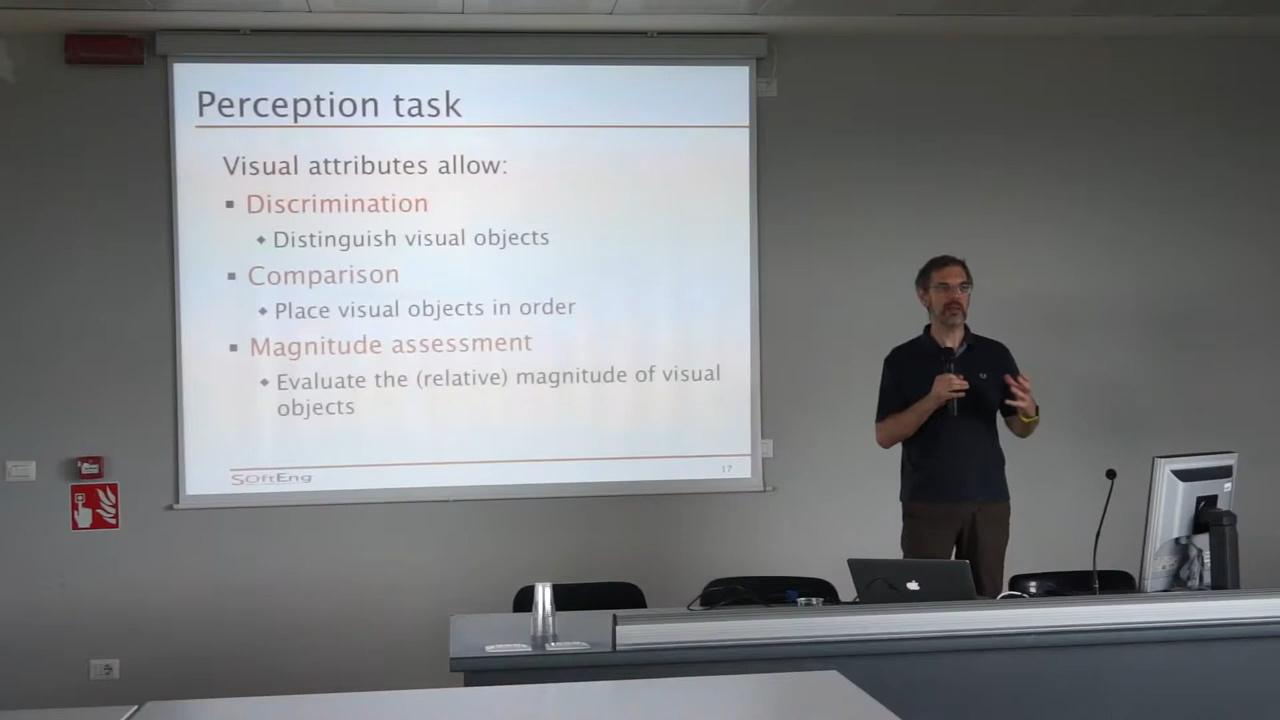 Perception task
Visual attributes allow:
▪ Discrimination
◆ Distinguish visual objects
▪ Comparison
◆ Place visual objects in order
▪ Magnitude assessment
◆ Evaluate the (relative) magnitude of visual
objects
SOftEng
17